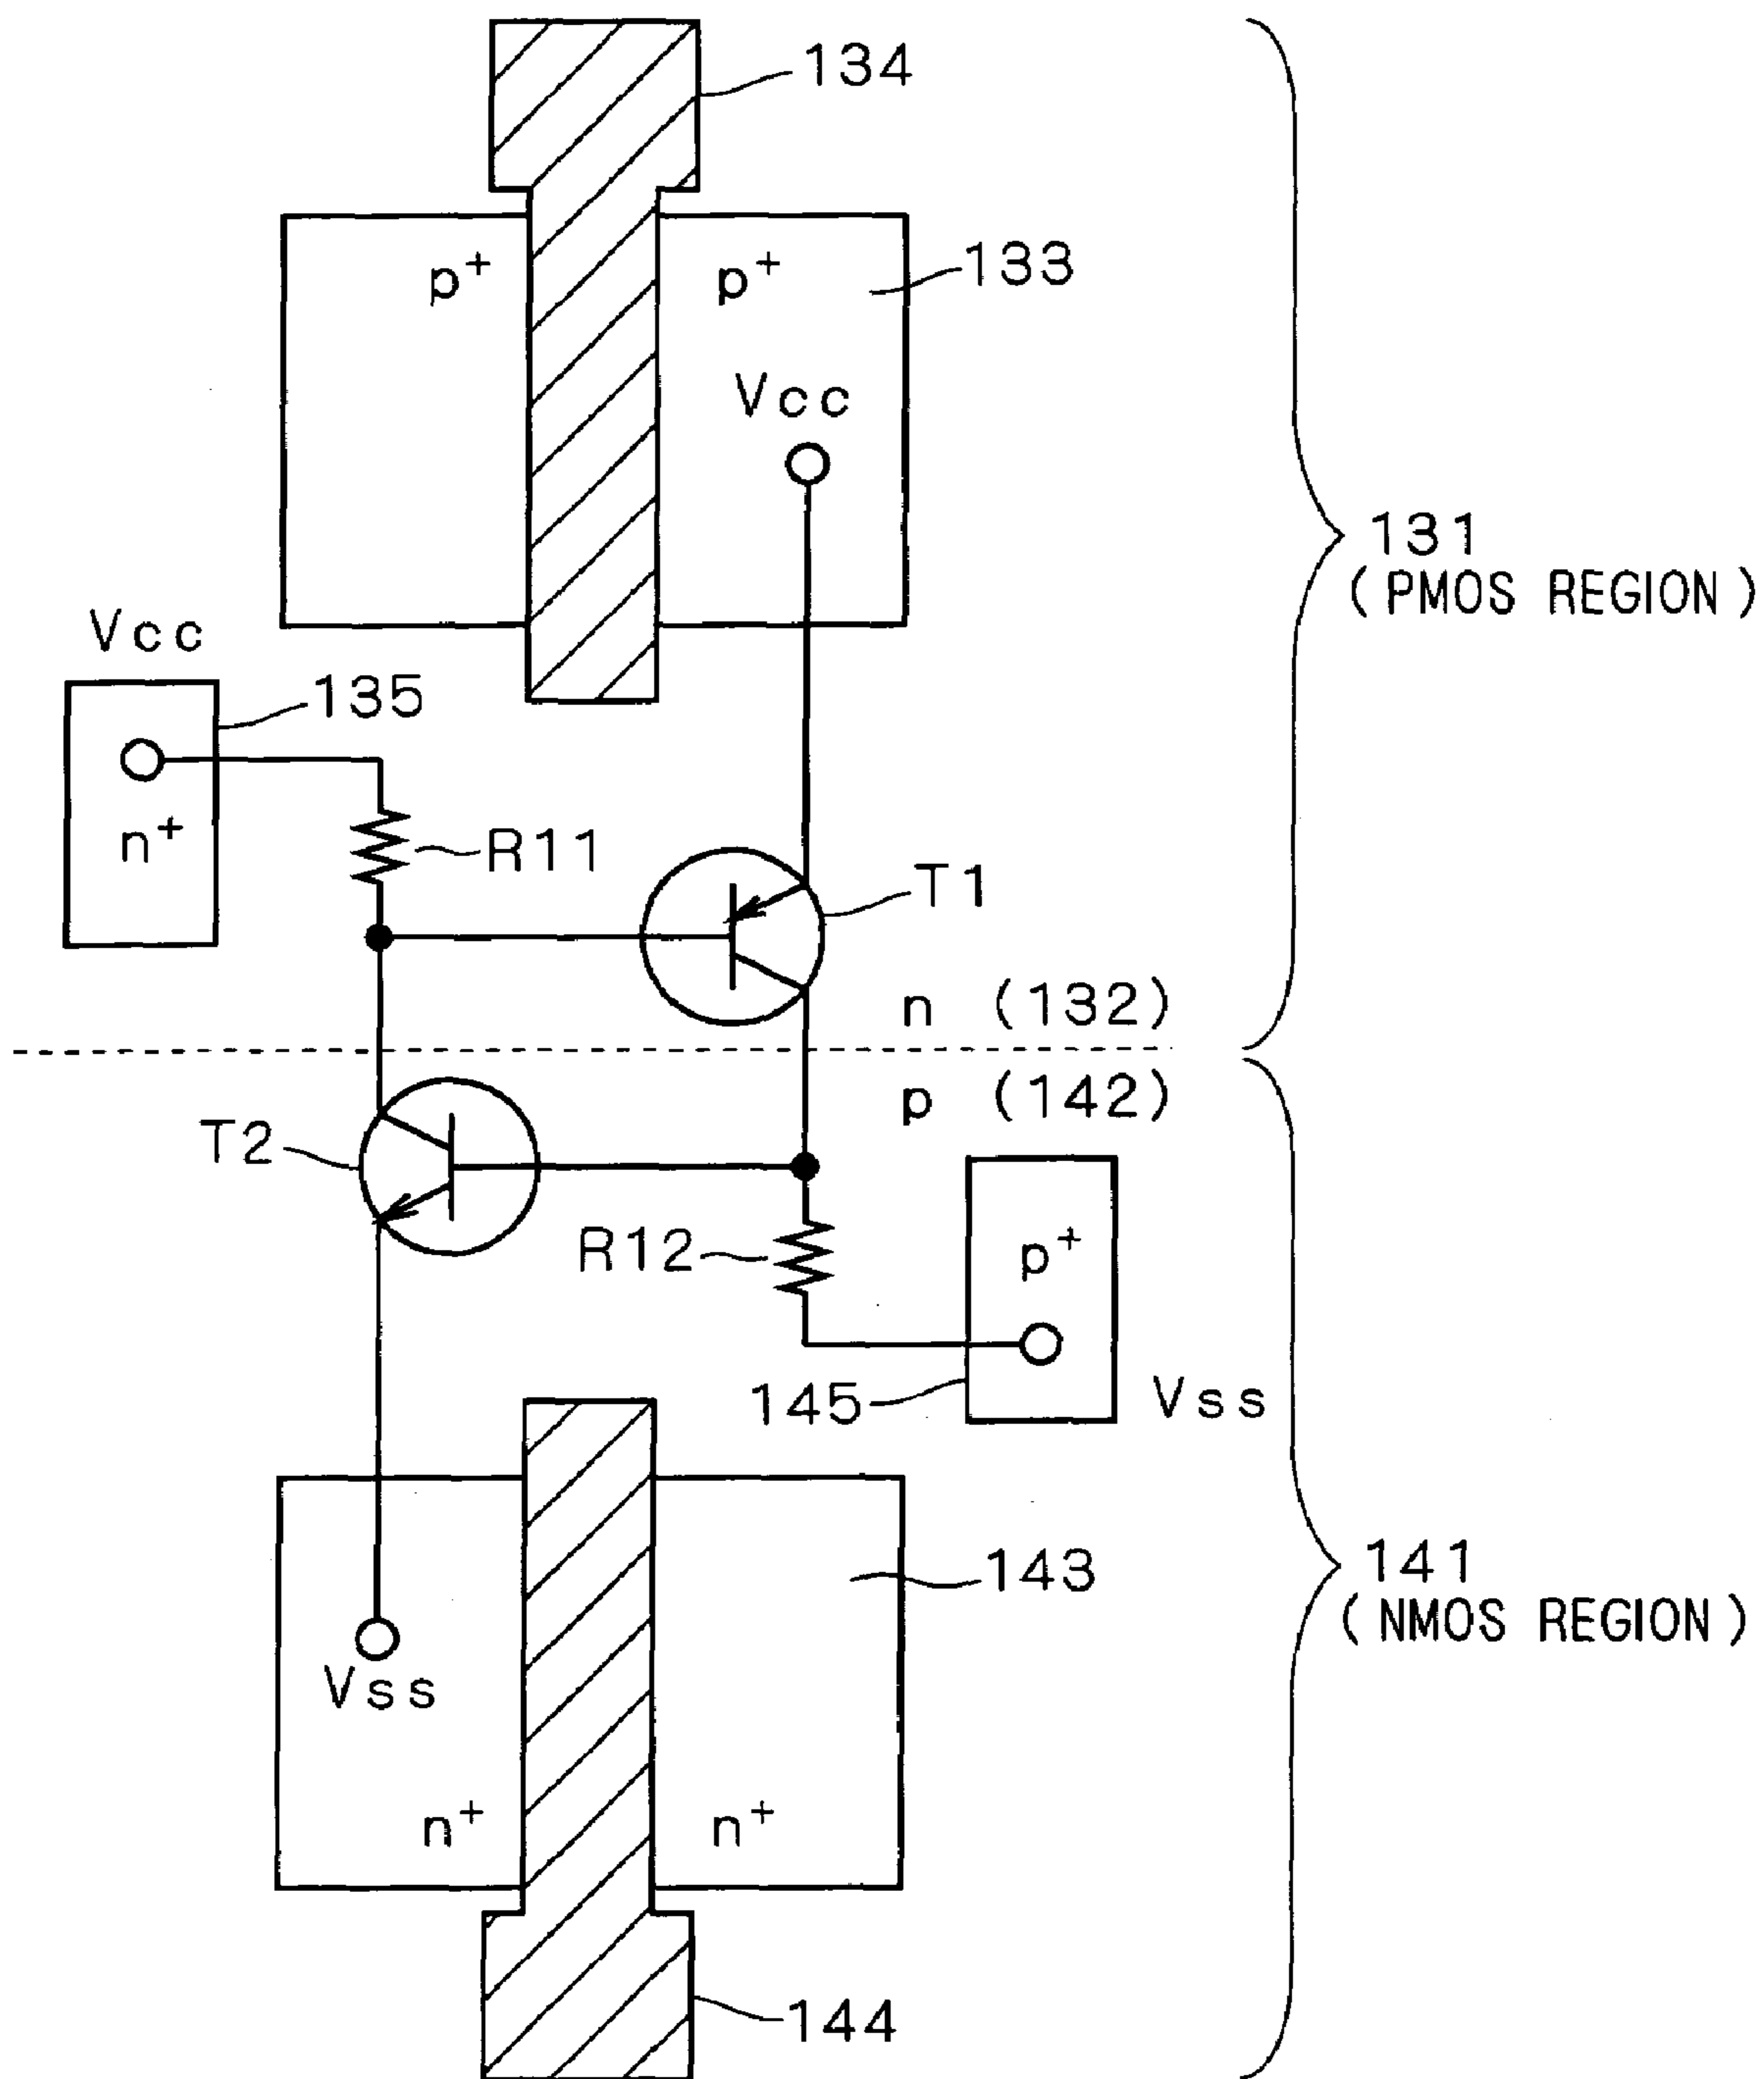 134
p+ p+
133
Vcc
131
(PMOS REGION)
Vcc
135
n+
R11
T1
n (132)
p (142)
T2
R12
p+
145
Vss
143
141
(NMOS REGION)
Vss
n+ n+
144